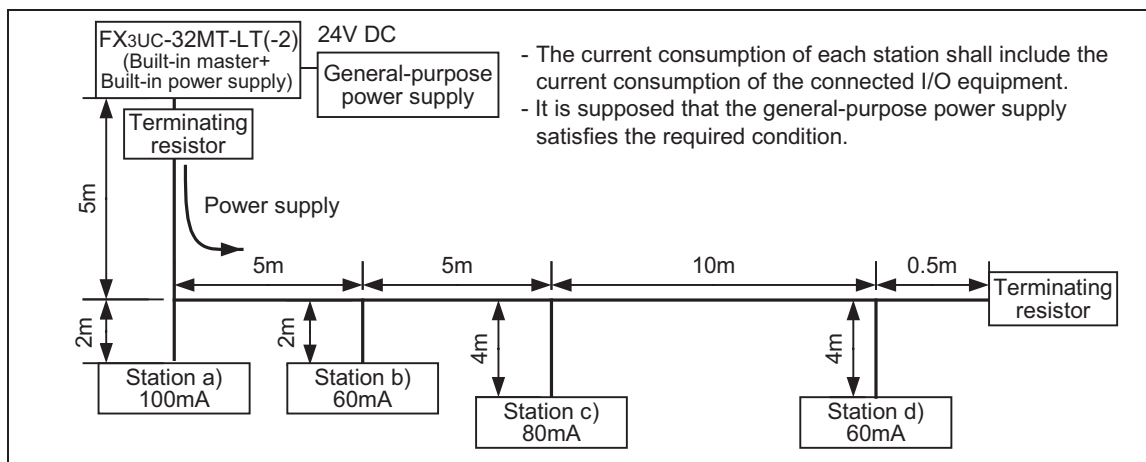 FX3UC-32MT-LT(-2)
(Built-in master+
Built-in power supply)
24V DC
General-purpose
power supply
- The current consumption of each station shall include the
current consumption of the connected I/O equipment.
- It is supposed that the general-purpose power supply
satisfies the required condition.
Terminating
resistor
5m
Power supply
5m
5m
10m
0.5m
Terminating
resistor
2m
2m
4m
4m
Station a)
100mA
Station b)
60mA
Station c)
80mA
Station d)
60mA